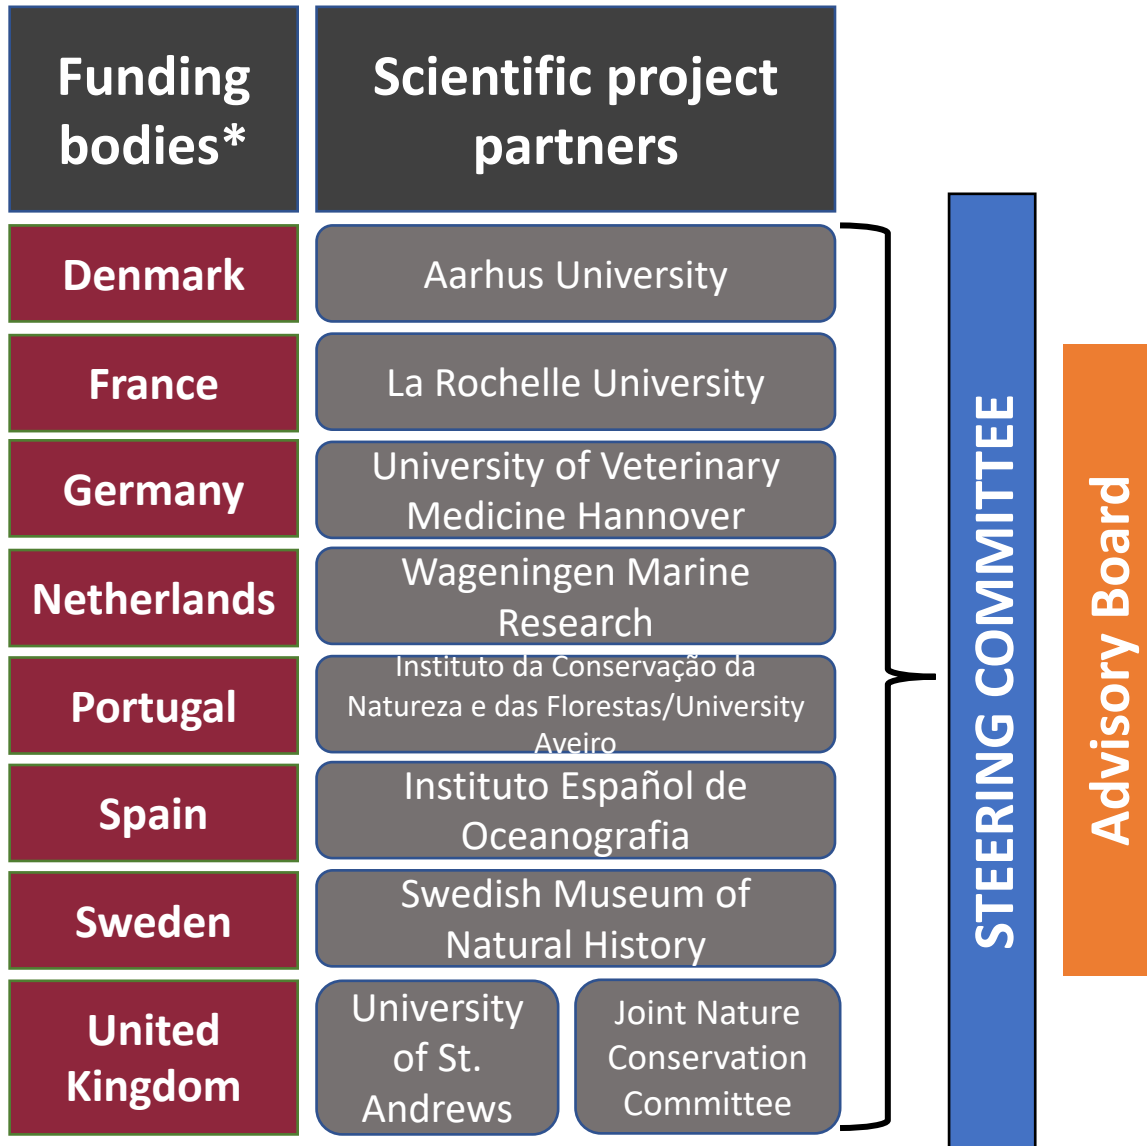 Funding
bodies*
Scientific project
partners
Denmark
Aarhus University
France
La Rochelle University
Germany
University of Veterinary
Medicine Hannover
Netherlands
Wageningen Marine
Research
Portugal
Instituto da Conservação da
Natureza e das Florestas/University
Aveiro
Spain
Instituto Español de
Oceanografia
Sweden
Swedish Museum of
Natural History
United
Kingdom
University
of St.
Andrews
Joint Nature
Conservation
Committee
STEERING COMMITTEE
Advisory Board